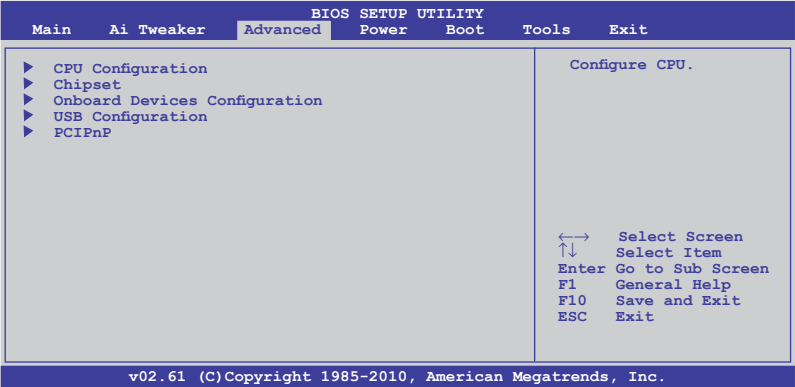 BIOS SETUP UTILITY
Main Ai Tweaker Advanced Power Boot Tools Exit
CPU Configuration
Chipset
Onboard Devices Configuration
USB Configuration
PCIPnP
Configure CPU.
←→ Select Screen
↑↓ Select Item
Enter Go to Sub Screen
F1 General Help
F10 Save and Exit
ESC Exit
v02.61 (C)Copyright 1985-2010, American Megatrends, Inc.